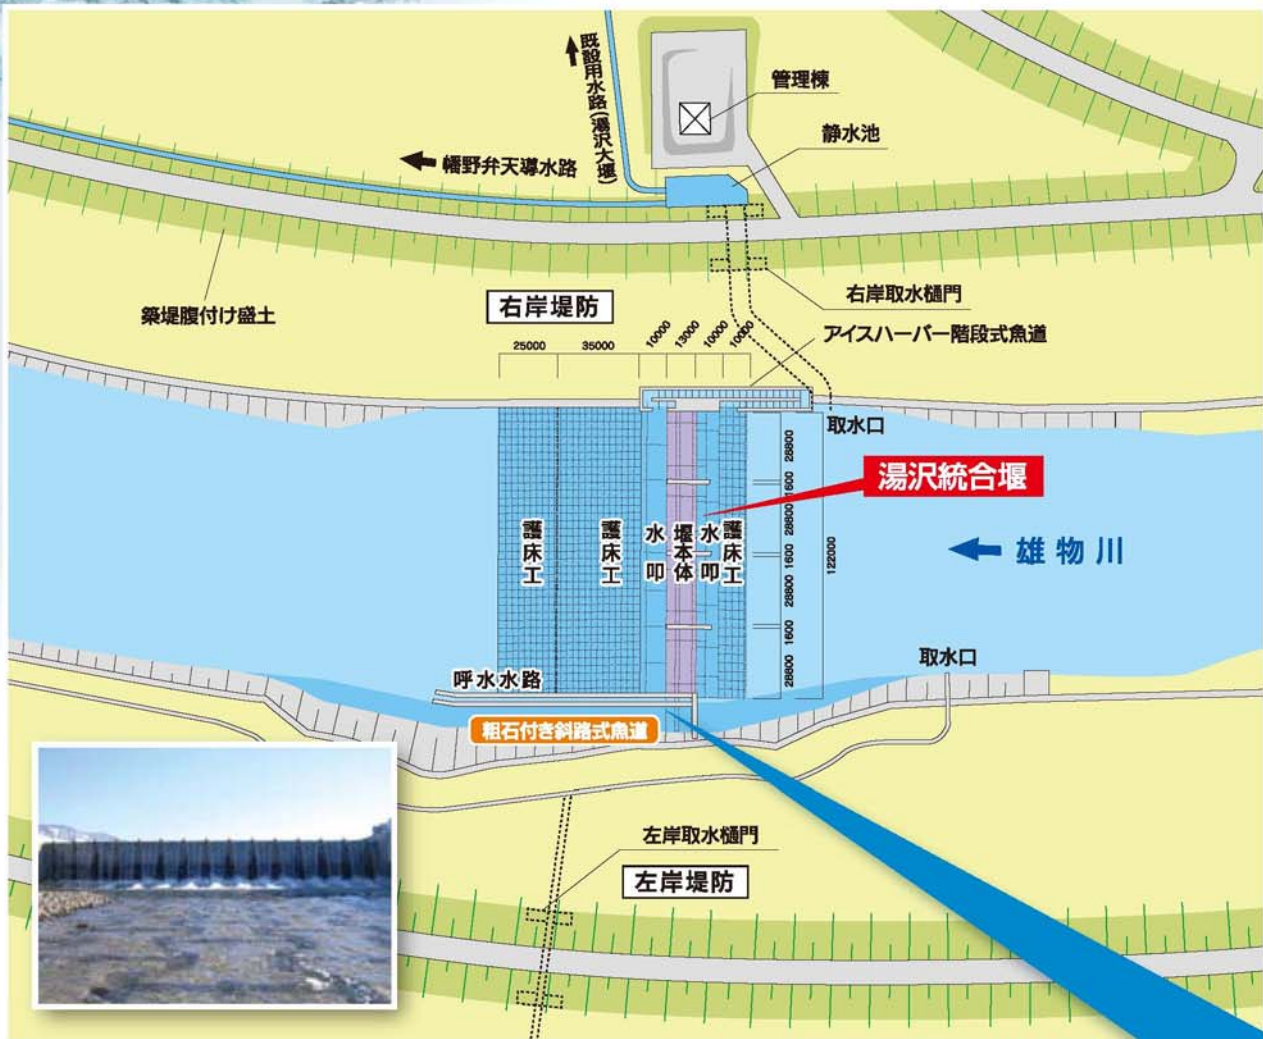 既設用水路(湯沢大堰)
管理棟
静水池
幡野弁天導水路
築堤腹付け盛土
右岸堤防
右岸取水樋門
アイスハーバー階段式魚道
25000
35000
10000
13000
10000
10000
取水口
湯沢統合堰
雄物川
護床工
護床工
水叩
堰本体
水叩
護床工
28800
1600
28800
1600
28800
1600
28800
122000
取水口
呼水水路
粗石付き斜路式魚道
左岸取水樋門
左岸堤防